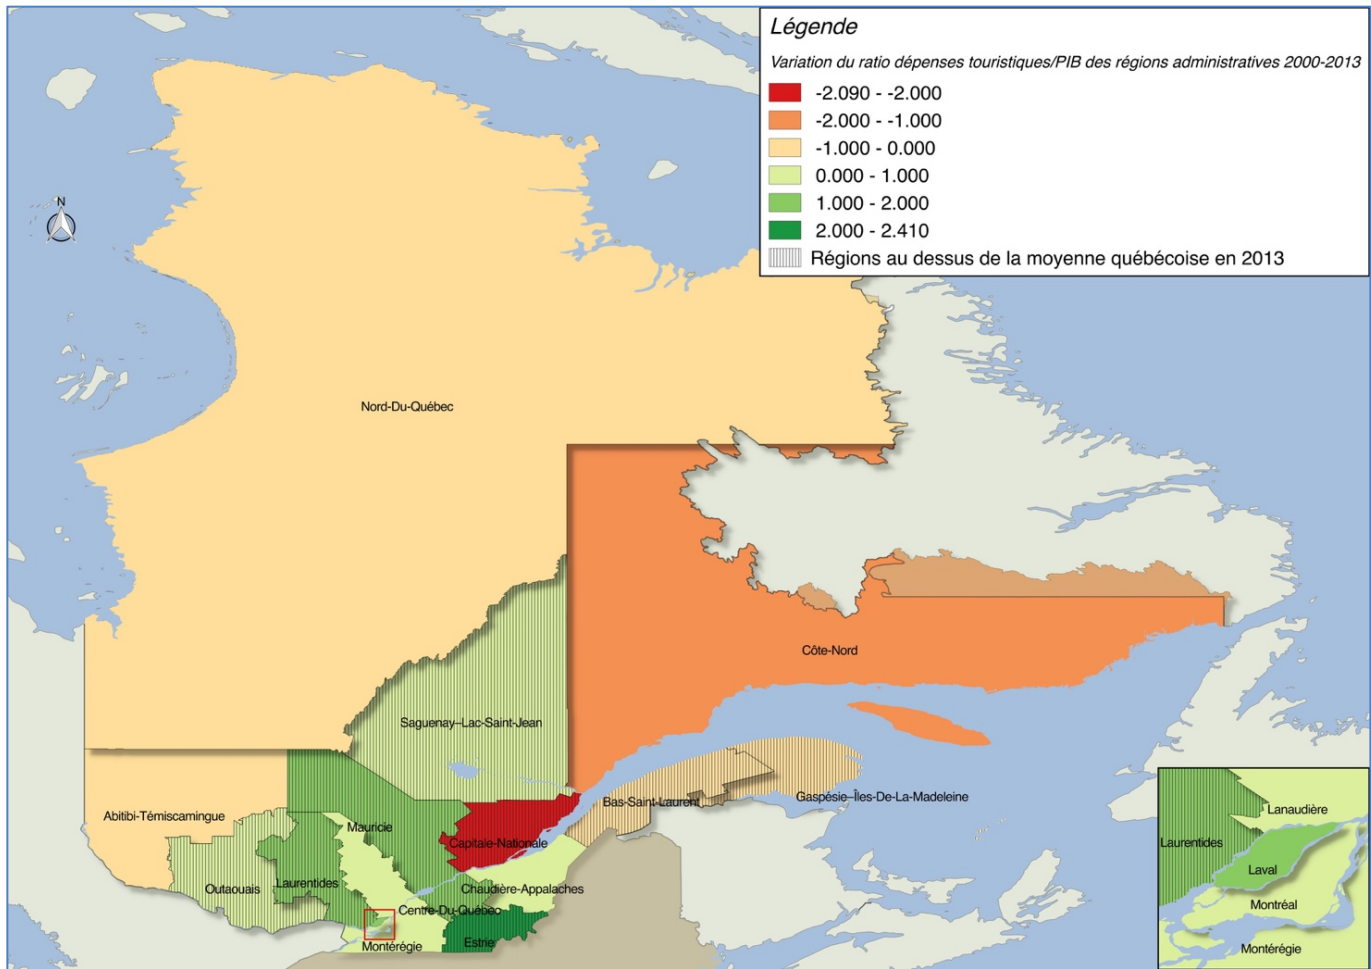 Légende
Variation du ratio dépenses touristiques/PIB des régions administratives 2000-2013
-2.090 - -2.000
-2.000 - -1.000
-1.000 - 0.000
0.000 - 1.000
1.000 - 2.000
2.000 - 2.410
Régions au dessus de la moyenne québécoise en 2013
N
Nord-Du-Québec
Côte-Nord
Saguenay--Lac-Saint-Jean
Gaspésie--Îles-De-La-Madeleine
Bas-Saint-Laurent
Abitibi-Témiscamingue
Mauricie
Capitale-Nationale
Outaouais
Laurentides
Chaudière-Appalaches
Centre-Du-Québec
Montérégie
Estrie
Lanaudière
Laurentides
Laval
Montréal
Montérégie